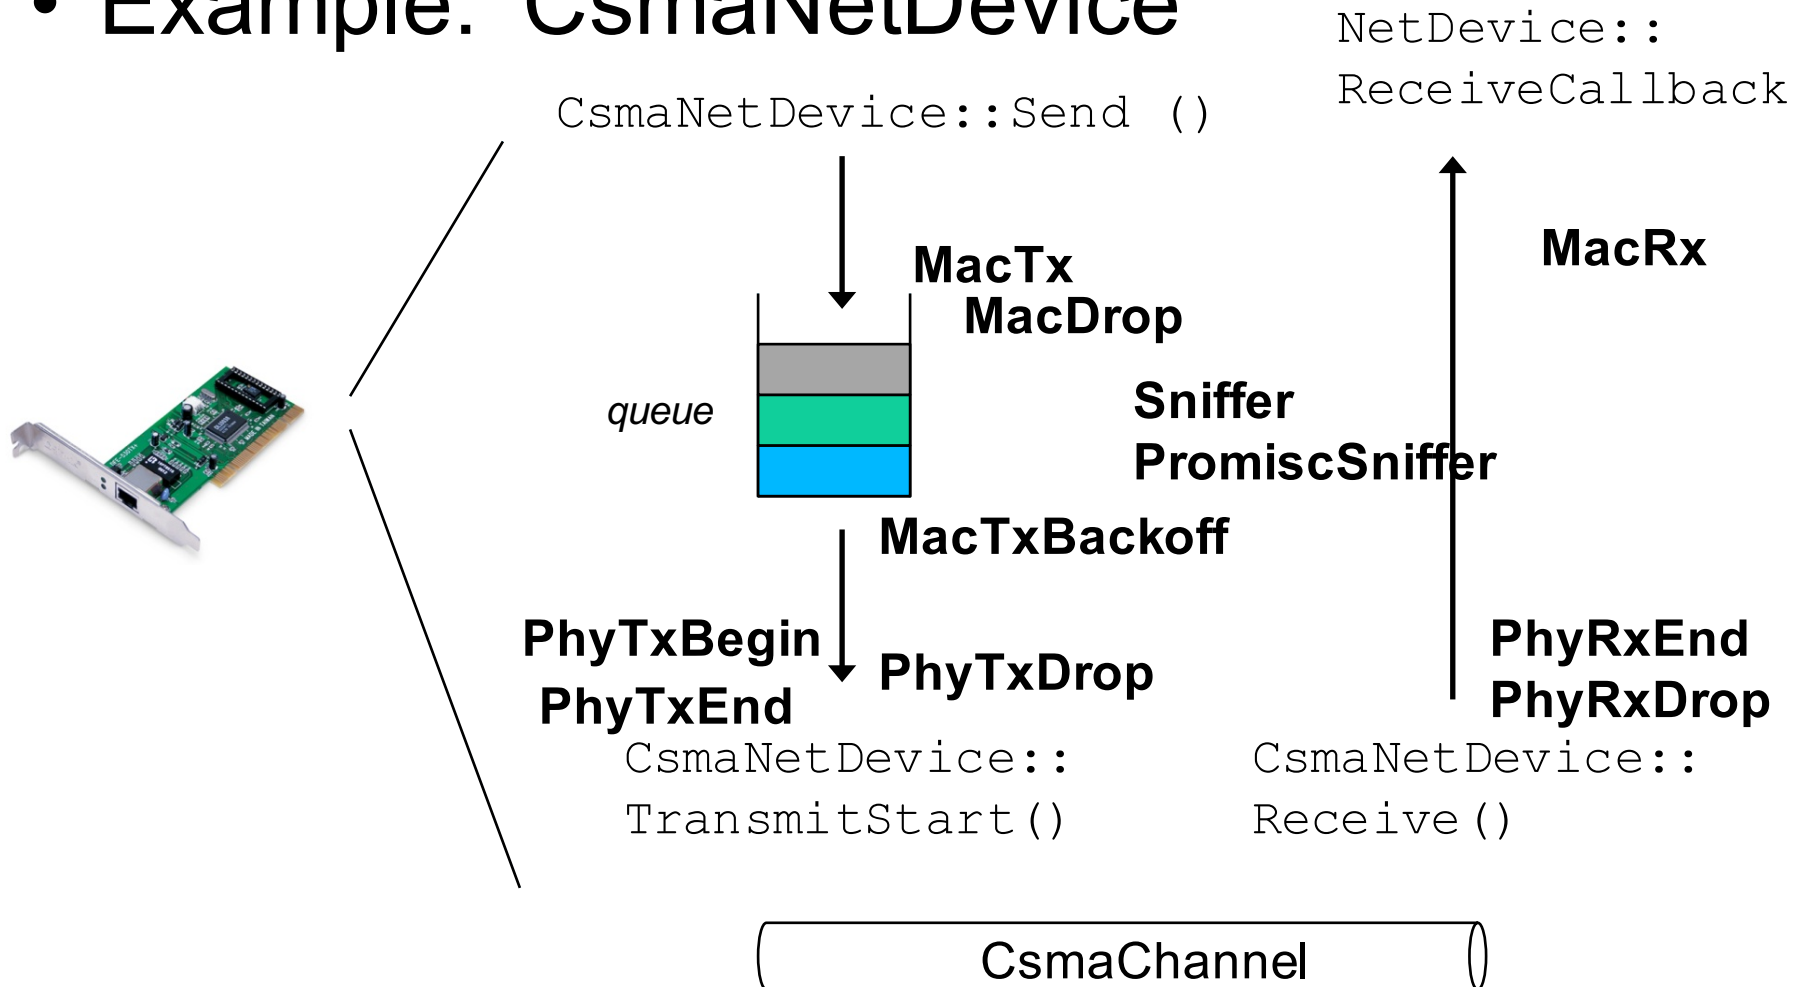 • Example: CsmaNetDevice
NetDevice::
ReceiveCallback
CsmaNetDevice::Send ()
MacTx
MacDrop
MacRx
queue
Sniffer
PromiscSniffer
MacTxBackoff
PhyTxBegin
PhyTxEnd
PhyTxDrop
PhyRxEnd
PhyRxDrop
CsmaNetDevice::
TransmitStart()
CsmaNetDevice::
Receive()
CsmaChannel